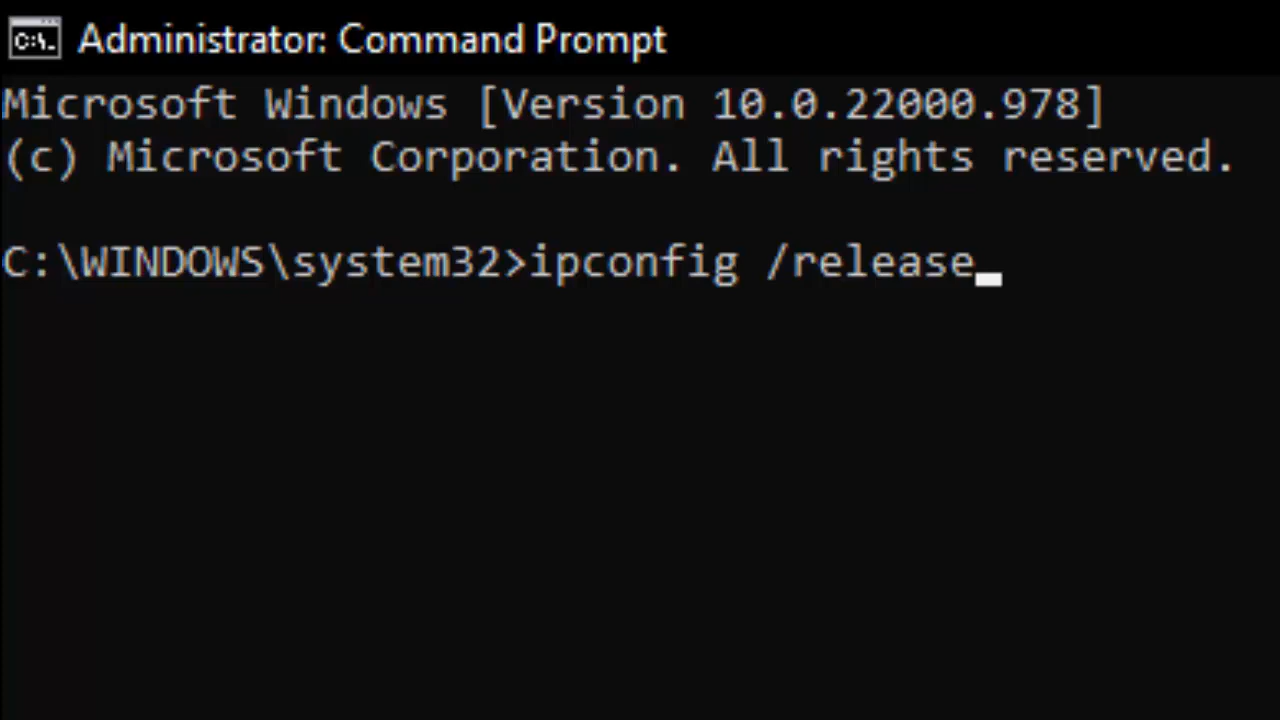 Administrator: Command Prompt
Microsoft Windows [Version 10.0.22000.978]
(c) Microsoft Corporation. All rights reserved.
C:\WINDOWS\system32>ipconfig /release